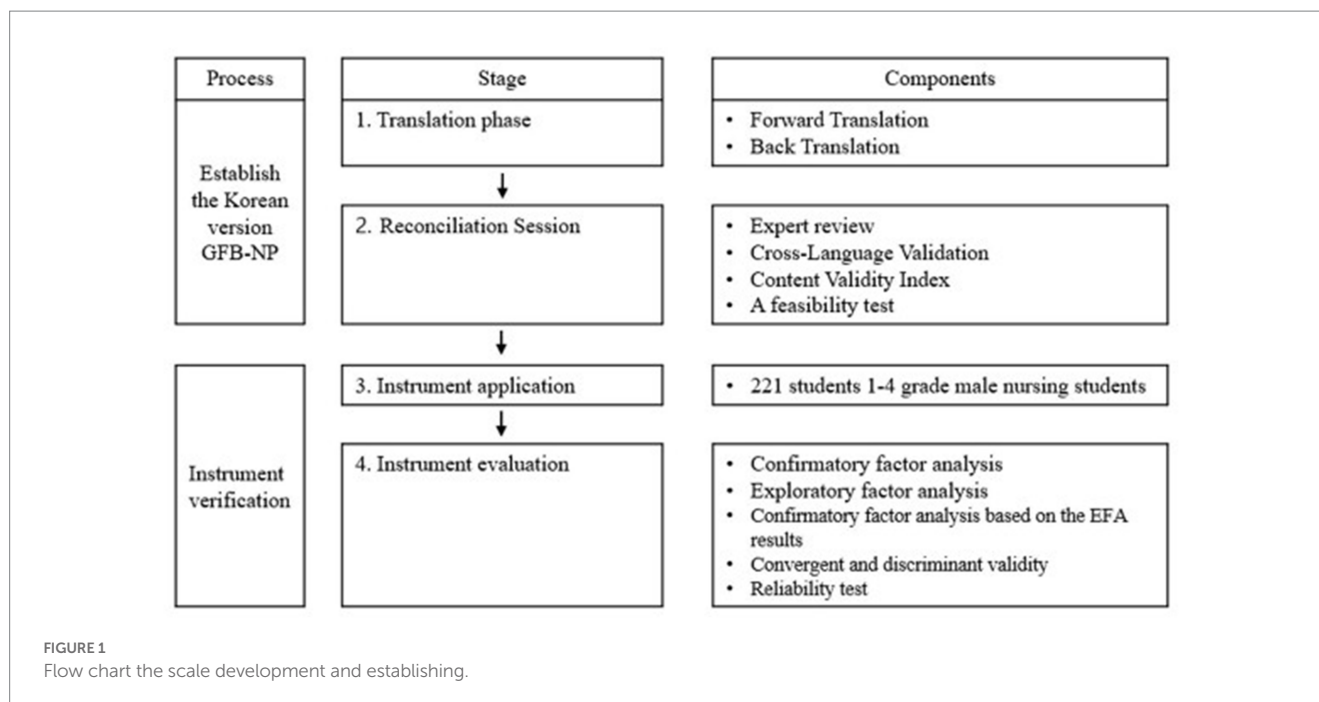 Process
Stage
Components
Establish
the Korean
version
GFB-NP
1. Translation phase
• Forward Translation
• Back Translation
2. Reconciliation Session
• Expert review
• Cross-Language Validation
• Content Validity Index
• A feasibility test
Instrument
verification
3. Instrument application
• 221 students 1-4 grade male nursing students
4. Instrument evaluation
• Confirmatory factor analysis
• Exploratory factor analysis
• Confirmatory factor analysis based on the EFA
results
• Convergent and discriminant validity
• Reliability test
FIGURE 1
Flow chart the scale development and establishing.